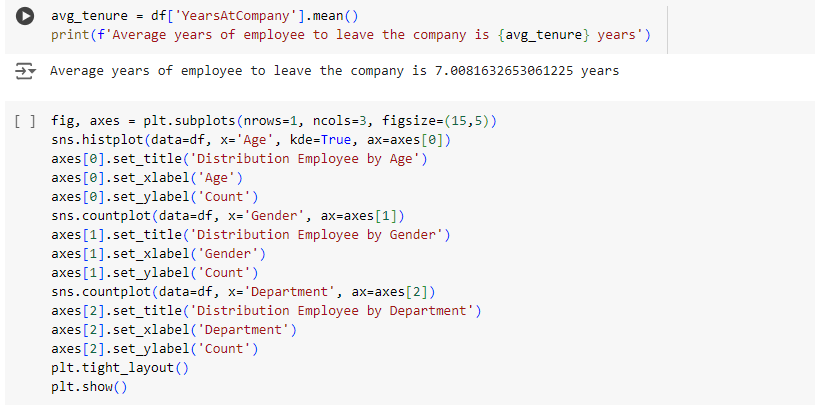 avg_tenure = df['YearsAtCompany'].mean()
print(f'Average years of employee to leave the company is {avg_tenure} years')
Average years of employee to leave the company is 7.0081632653061225 years
[ ] fig, axes = plt.subplots(nrows=1, ncols=3, figsize=(15,5))
sns.histplot(data=df, x='Age', kde=True, ax=axes[0])
axes[0].set_title('Distribution Employee by Age')
axes[0].set_xlabel('Age')
axes[0].set_ylabel('Count')
sns.countplot(data=df, x='Gender', ax=axes[1])
axes[1].set_title('Distribution Employee by Gender')
axes[1].set_xlabel('Gender')
axes[1].set_ylabel('Count')
sns.countplot(data=df, x='Department', ax=axes[2])
axes[2].set_title('Distribution Employee by Department')
axes[2].set_xlabel('Department')
axes[2].set_ylabel('Count')
plt.tight_layout()
plt.show()